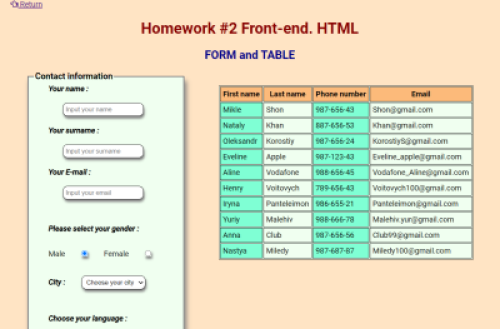 Return
Homework #2 Front-end. HTML
FORM and TABLE
Contact information
Your name :
Input your name
Your surname :
Input your surname
Your E-mail :
Input your email
Please select your gender :
Male Female
City : Choose your city
Choose your language :
First name Last name Phone number Email
Mikle Shon 987-656-43 Shon@gmail.com
Nataly Khan 887-656-53 Khan@gmail.com
Oleksandr Korostiy 987-656-24 KorostiyS@gmail.com
Eveline Apple 987-123-43 Eveline_apple@gmail.com
Aline Vodafone 988-656-45 Vodafone_Aline@gmail.com
Henry Voitovych 789-656-43 Voitovych100@gmail.com
Iryna Panteleimon 986-655-21 Panteleimon@gmail.com
Yuriy Malehiv 988-666-78 Malehiv.yur@gmail.com
Anna Club 987-656-56 Club99@gmail.com
Nastya Miledy 987-687-87 Miledy100@gmail.com